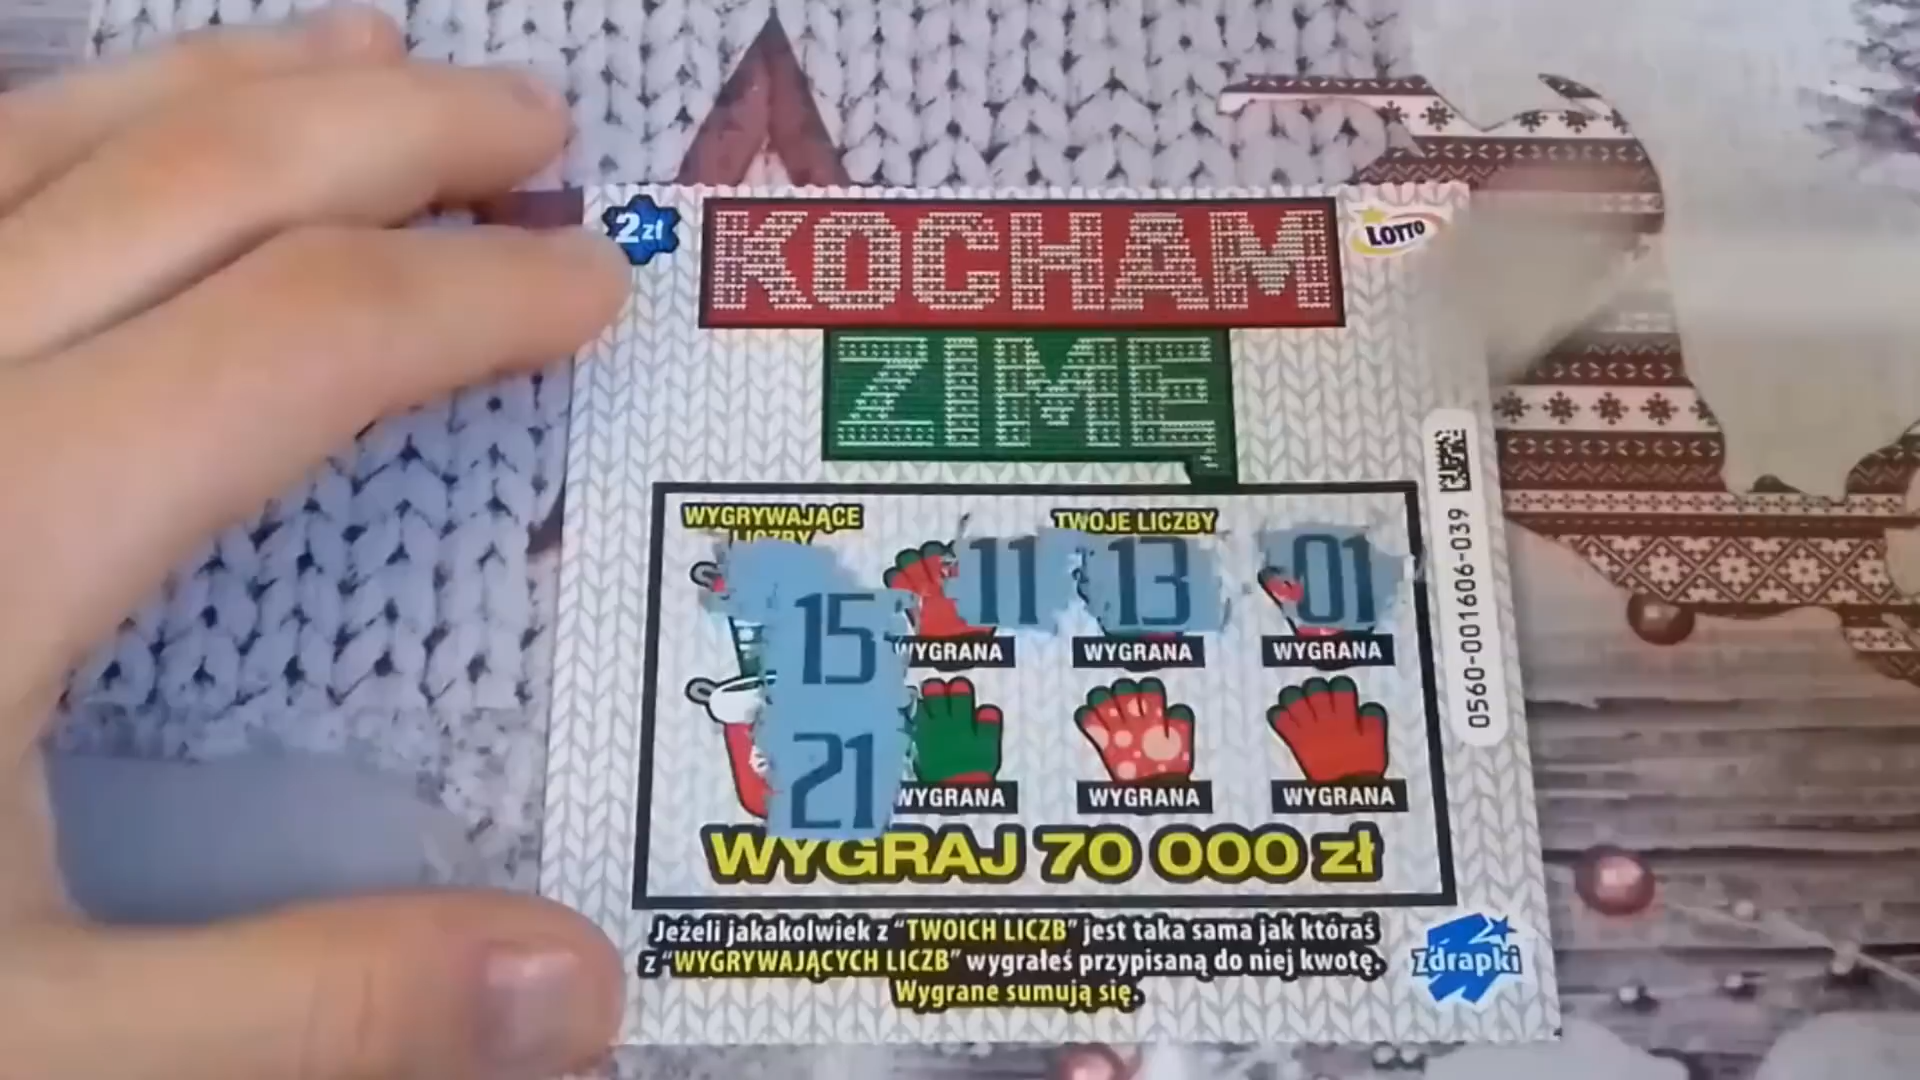 2zł
KOCHAM
ZIMĘ
LOTTO
WYGRYWAJĄCE
LICZBY
TWOJE LICZBY
11 13 01
15
WYGRANA WYGRANA WYGRANA
21
WYGRANA WYGRANA WYGRANA
WYGRAJ 70 000 zł
Jeżeli jakakolwiek z "TWOICH LICZB" jest taka sama jak któraś
z "WYGRYWAJĄCYCH LICZB" wygrałeś przypisaną do niej kwotę.
Wygrane sumują się.
Zdrapki
0560-001606-039